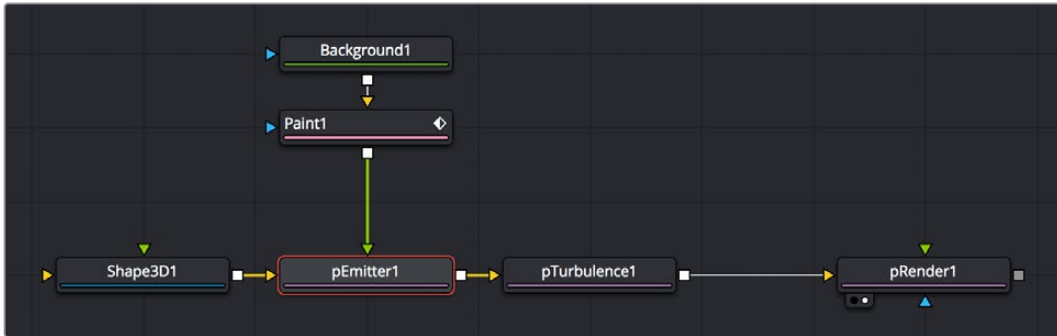 Background1
Paint1
Shape3D1
pEmitter1
pTurbulence1
pRender1